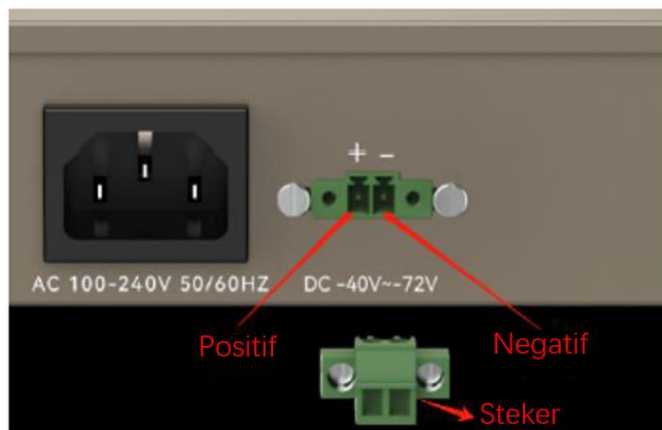 + -
AC 100-240V 50/60HZ
DC -40V~-72V
Positif
Negatif
Steker